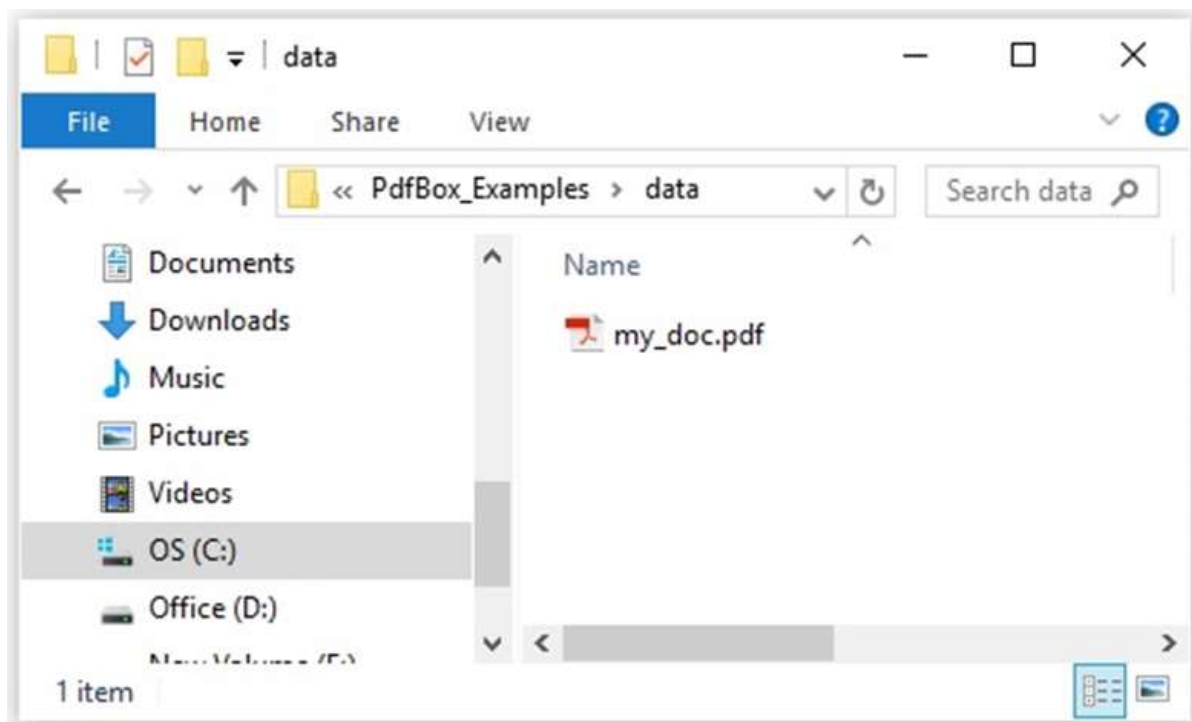 data
File Home Share View
« PdfBox_Examples > data Search data
Documents
Name
Downloads
my_doc.pdf
Music
Pictures
Videos
OS (C:)
Office (D:)
1 item